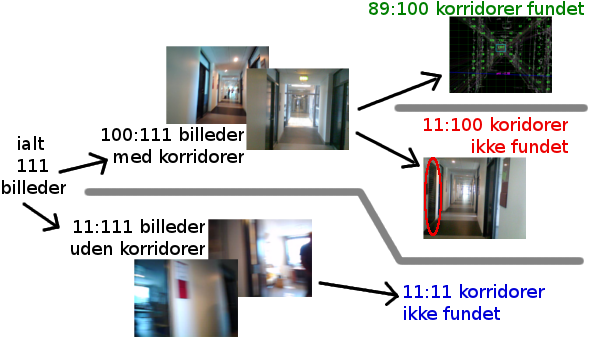 89:100 korridorer fundet
11:100 koridorer
ikke fundet
100:111 billeder
med korridorer
ialt
111
billeder
11:111 billeder
uden korridorer
11:11 korridorer
ikke fundet